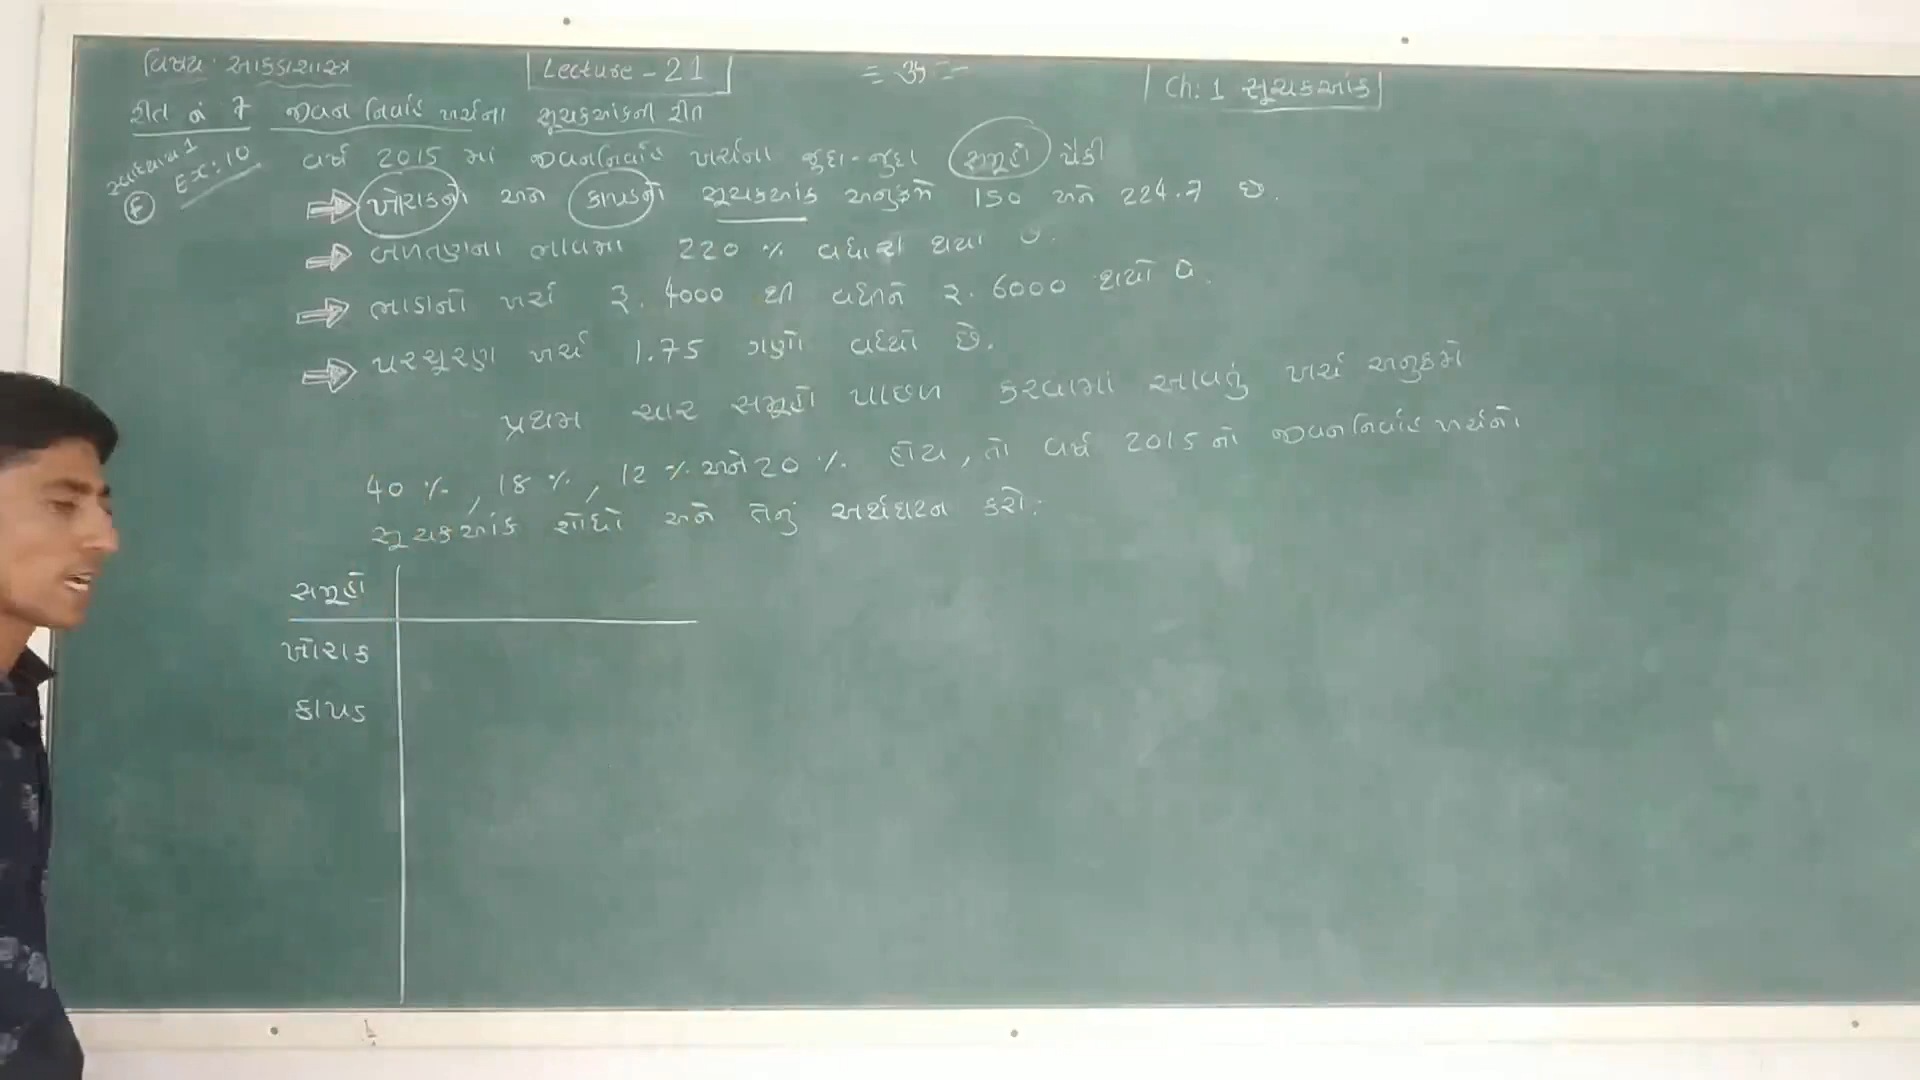 વિષય: આંકડાશાસ્ત્ર
Lecture - 21
= ૐ =
Ch: 1 સૂચકઆંક
રીત નં 7 જીવન નિર્વાહ ખર્ચના સૂચકઆંકની રીત
સ્વાધ્યાય 1
Ex: 10
વર્ષ 2015 માં જીવનનિર્વાહ ખર્ચના જુદા-જુદા સમૂહો પૈકી
ખોરાકનો અને કાપડનો સૂચકઆંક અનુક્રમે 150 અને 224.7 છે.
બળતણના ભાવમાં 220 % વધારો થયો છે.
ભાડાનો ખર્ચ રૂ. 4000 થી વધીને રૂ. 6000 થયો છે.
પરચૂરણ ખર્ચ 1.75 ગણો વધ્યો છે.
પ્રથમ ચાર સમૂહો પાછળ કરવામાં આવતું ખર્ચ અનુક્રમે
40 %, 18 %, 12 % અને 20 % હોય, તો વર્ષ 2015 નો જીવનનિર્વાહ ખર્ચનો
સૂચકઆંક શોધો અને તેનું અર્થઘટન કરો:
સમૂહો
ખોરાક
કાપડ